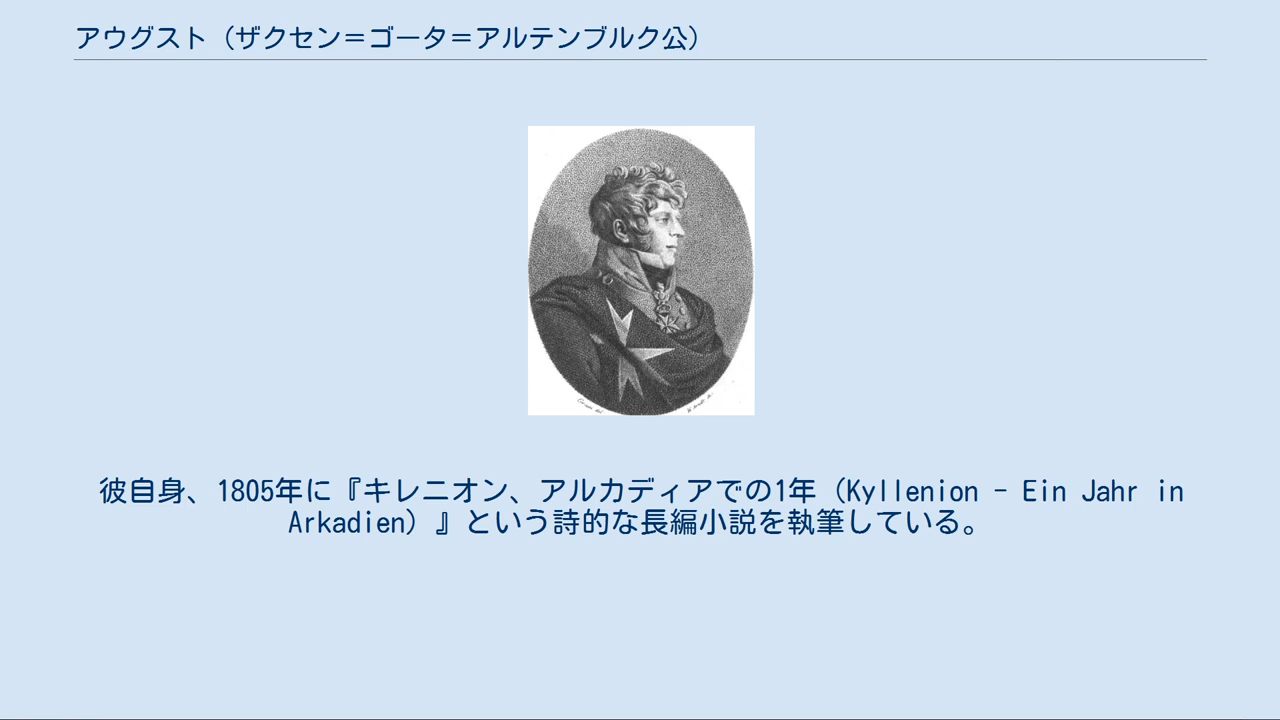 アウグスト（ザクセン＝ゴータ＝アルテンブルク公）
彼自身、1805年に『キレニオン、アルカディアでの1年（Kyllenion - Ein Jahr in
Arkadien）』という詩的な長編小説を執筆している。